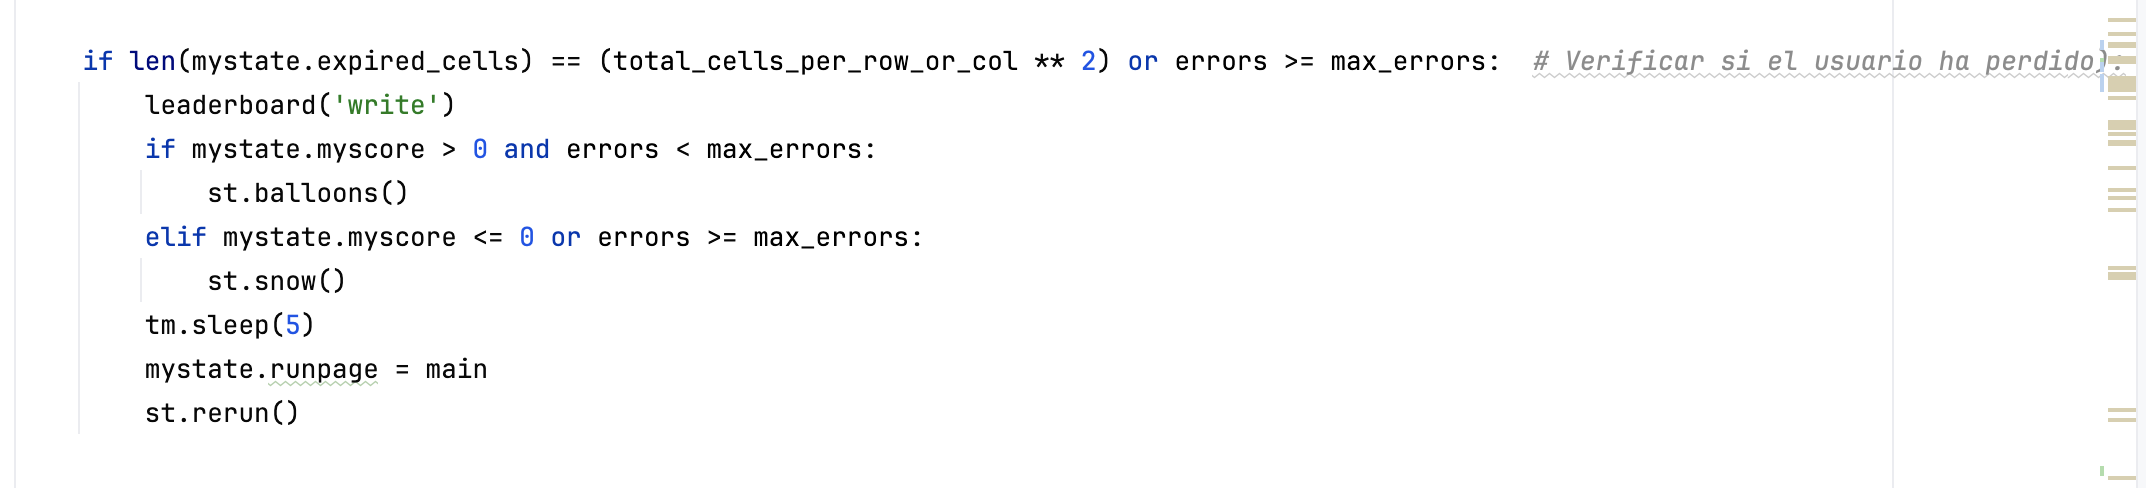 if len(mystate.expired_cells) == (total_cells_per_row_or_col ** 2) or errors >= max_errors:  # Verificar si el usuario ha perdido):
    leaderboard('write')
    if mystate.myscore > 0 and errors < max_errors:
        st.balloons()
    elif mystate.myscore <= 0 or errors >= max_errors:
        st.snow()
    tm.sleep(5)
    mystate.runpage = main
    st.rerun()